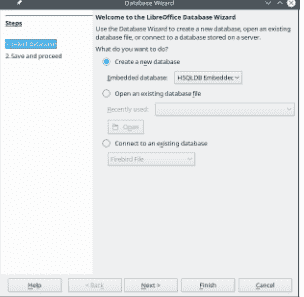 Database Wizard
Steps
1. Select Database
2. Save and proceed
Welcome to the LibreOffice Database Wizard
Use the Database Wizard to create a new database, open an existing
database file, or connect to a database stored on a server.
What do you want to do?
Create a new database
Embedded database: HSQLDB Embedded
Open an existing database file
Recently used:
Open
Connect to an existing database
Firebird File
Help
< Back
Next >
Finish
Cancel